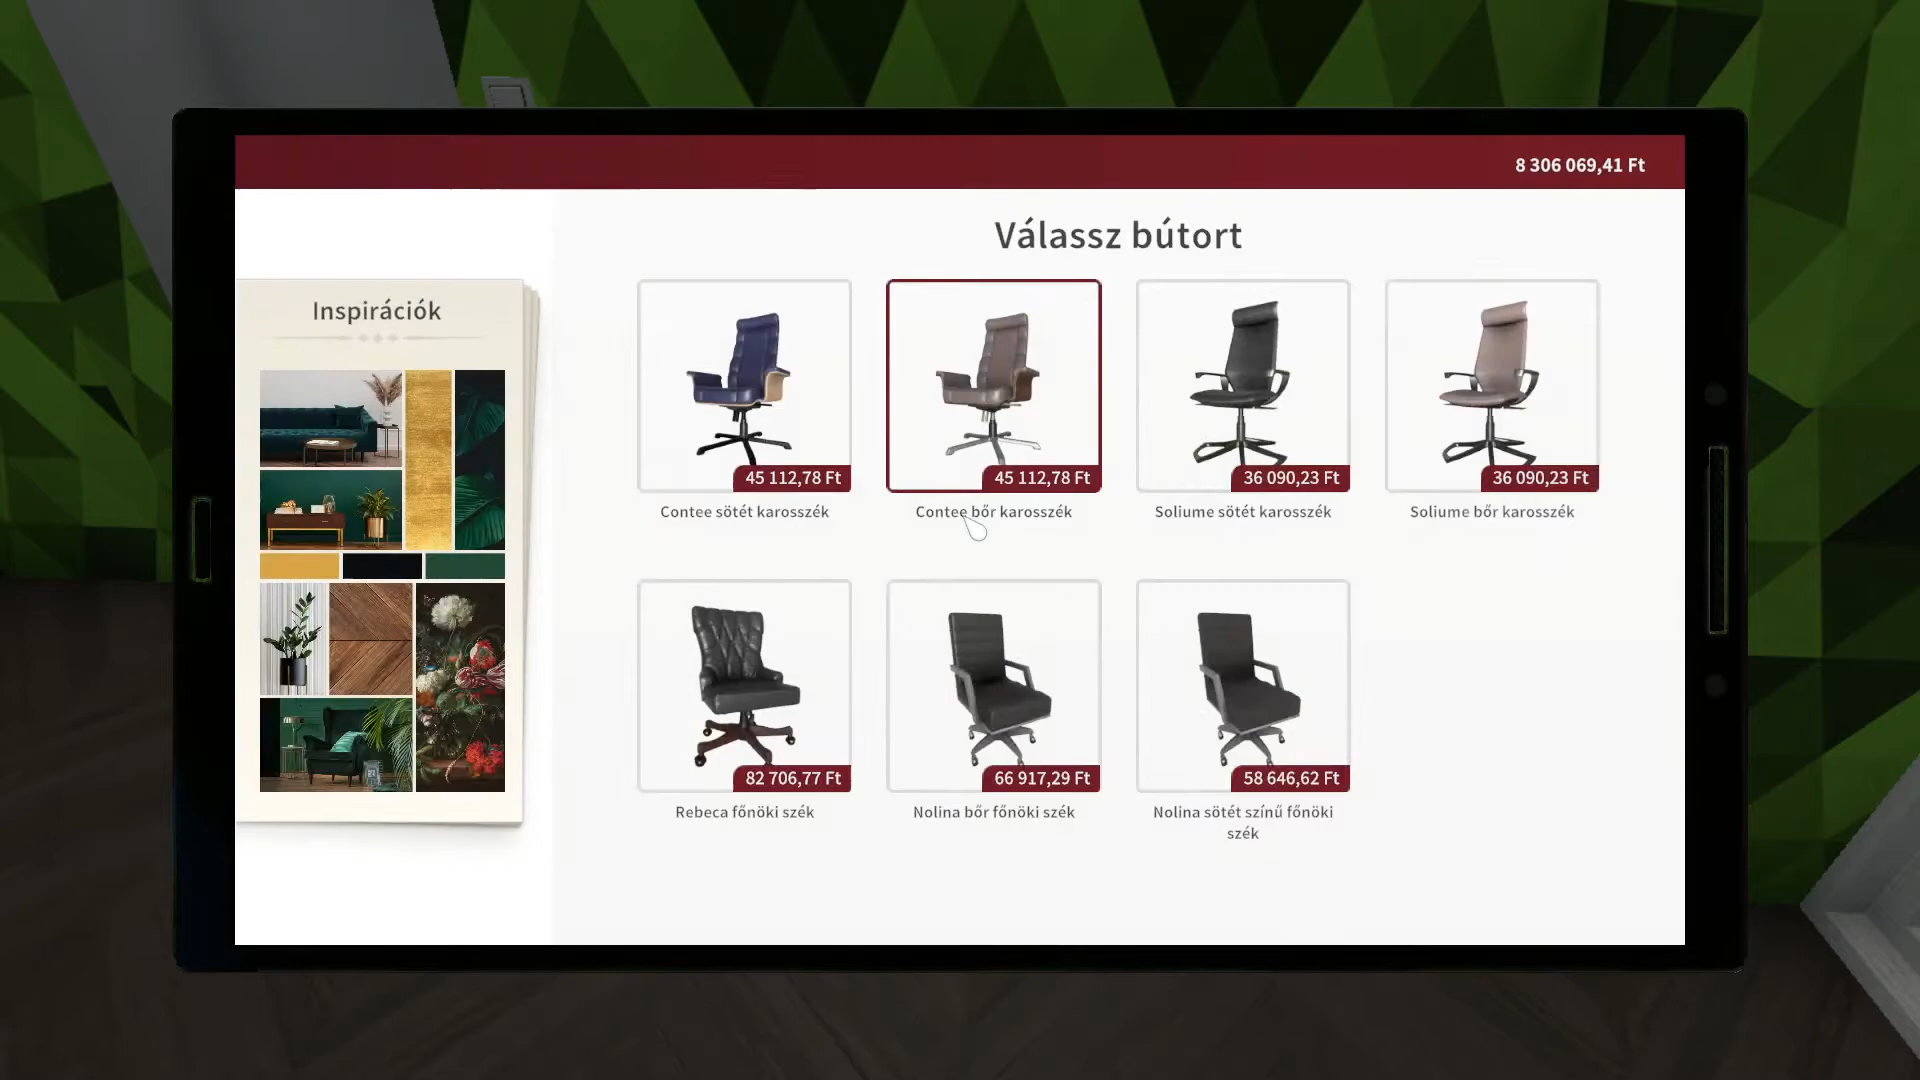 8 306 069,41 Ft
Válassz bútort
Inspirációk
45 112,78 Ft
45 112,78 Ft
36 090,23 Ft
36 090,23 Ft
Contee sötét karosszék
Contee bőr karosszék
Soliume sötét karosszék
Soliume bőr karosszék
82 706,77 Ft
66 917,29 Ft
58 646,62 Ft
Rebeca főnöki szék
Nolina bőr főnöki szék
Nolina sötét színű főnöki
szék